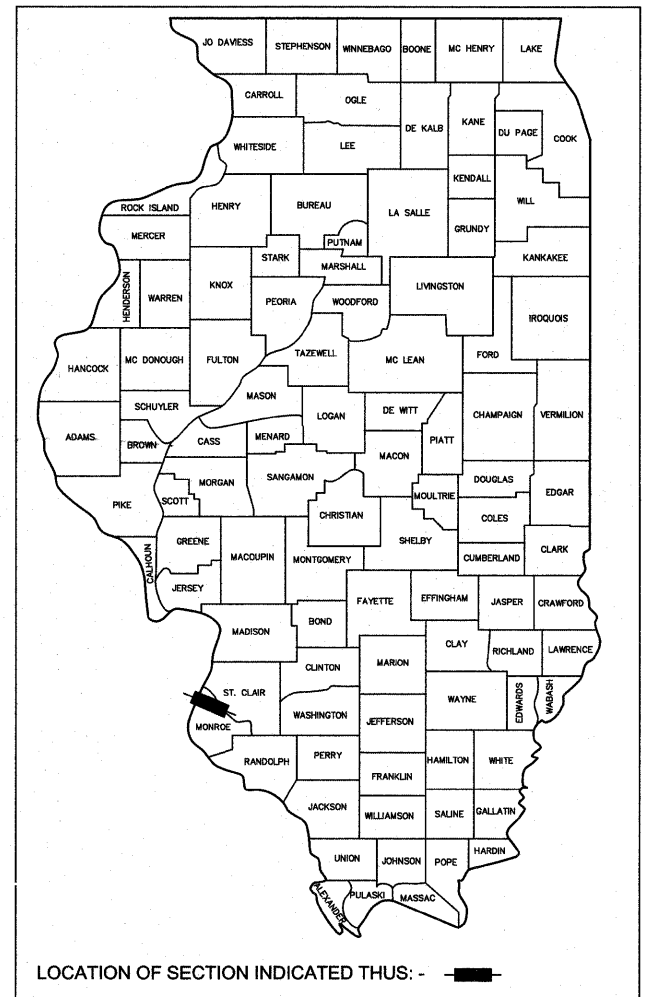 JO DAVIESS STEPHENSON WINNEBAGO BOONE MC HENRY LAKE
CARROLL OGLE
DE KALB KANE DU PAGE COOK
WHITESIDE LEE
KENDALL
ROCK ISLAND HENRY BUREAU LA SALLE WILL
MERCER PUTNAM GRUNDY
STARK MARSHALL KANKAKEE
HENDERSON WARREN KNOX PEORIA WOODFORD LIVINGSTON
IROQUOIS
HANCOCK MC DONOUGH FULTON TAZEWELL MC LEAN FORD
MASON
SCHUYLER LOGAN DE WITT CHAMPAIGN VERMILION
ADAMS BROWN CASS MENARD PIATT
MACON
MORGAN SANGAMON DOUGLAS
PIKE SCOTT MOULTRIE EDGAR
CHRISTIAN COLES
GREENE SHELBY
CALHOUN MACOUPIN MONTGOMERY CUMBERLAND CLARK
JERSEY
FAYETTE EFFINGHAM JASPER CRAWFORD
MADISON BOND
CLAY RICHLAND LAWRENCE
CLINTON MARION
ST. CLAIR WAYNE EDWARDS WABASH
MONROE WASHINGTON JEFFERSON
RANDOLPH PERRY HAMILTON WHITE
FRANKLIN
JACKSON WILLIAMSON SALINE GALLATIN
UNION JOHNSON POPE HARDIN
ALEXANDER PULASKI MASSAC
LOCATION OF SECTION INDICATED THUS: -